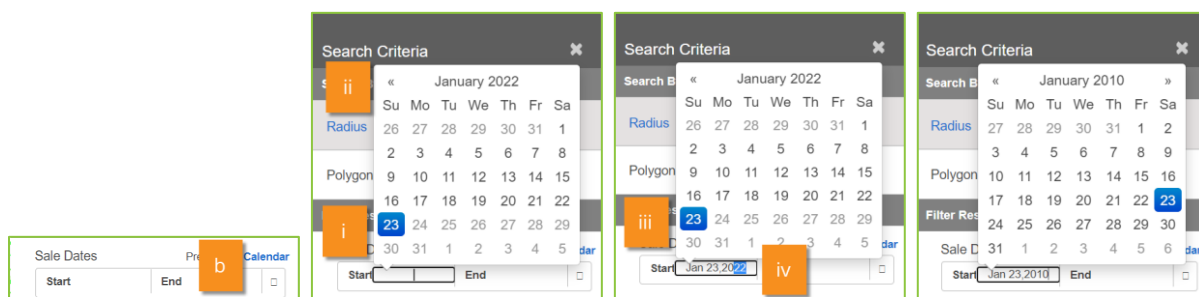 Sale Dates Pre Calendar
b
Start End
Search Criteria ✖
S
ii
« January 2022
Su Mo Tu We Th Fr Sa
Radius 26 27 28 29 30 31 1
2 3 4 5 6 7 8
Polygon 9 10 11 12 13 14 15
16 17 18 19 20 21 22
i
es 23 24 25 26 27 28 29
D 30 31 1 2 3 4 5 dar
Start End
Search Criteria ✖
Search B « January 2022
Su Mo Tu We Th Fr Sa
Radius 26 27 28 29 30 31 1
2 3 4 5 6 7 8
Polygon 9 10 11 12 13 14 15
16 17 18 19 20 21 22
iii
es 23 24 25 26 27 28 29
Sale D 30 31 1 2 3 4 5 dar
Start Jan 23,2022 End
iv
Search Criteria ✖
Search B « January 2010 »
Su Mo Tu We Th Fr Sa
Radius 27 28 29 30 31 1 2
3 4 5 6 7 8 9
Polygon 10 11 12 13 14 15 16
17 18 19 20 21 22 23
Filter Res 24 25 26 27 28 29 30
Sale D 31 1 2 3 4 5 6 dar
Start Jan 23,2010 End